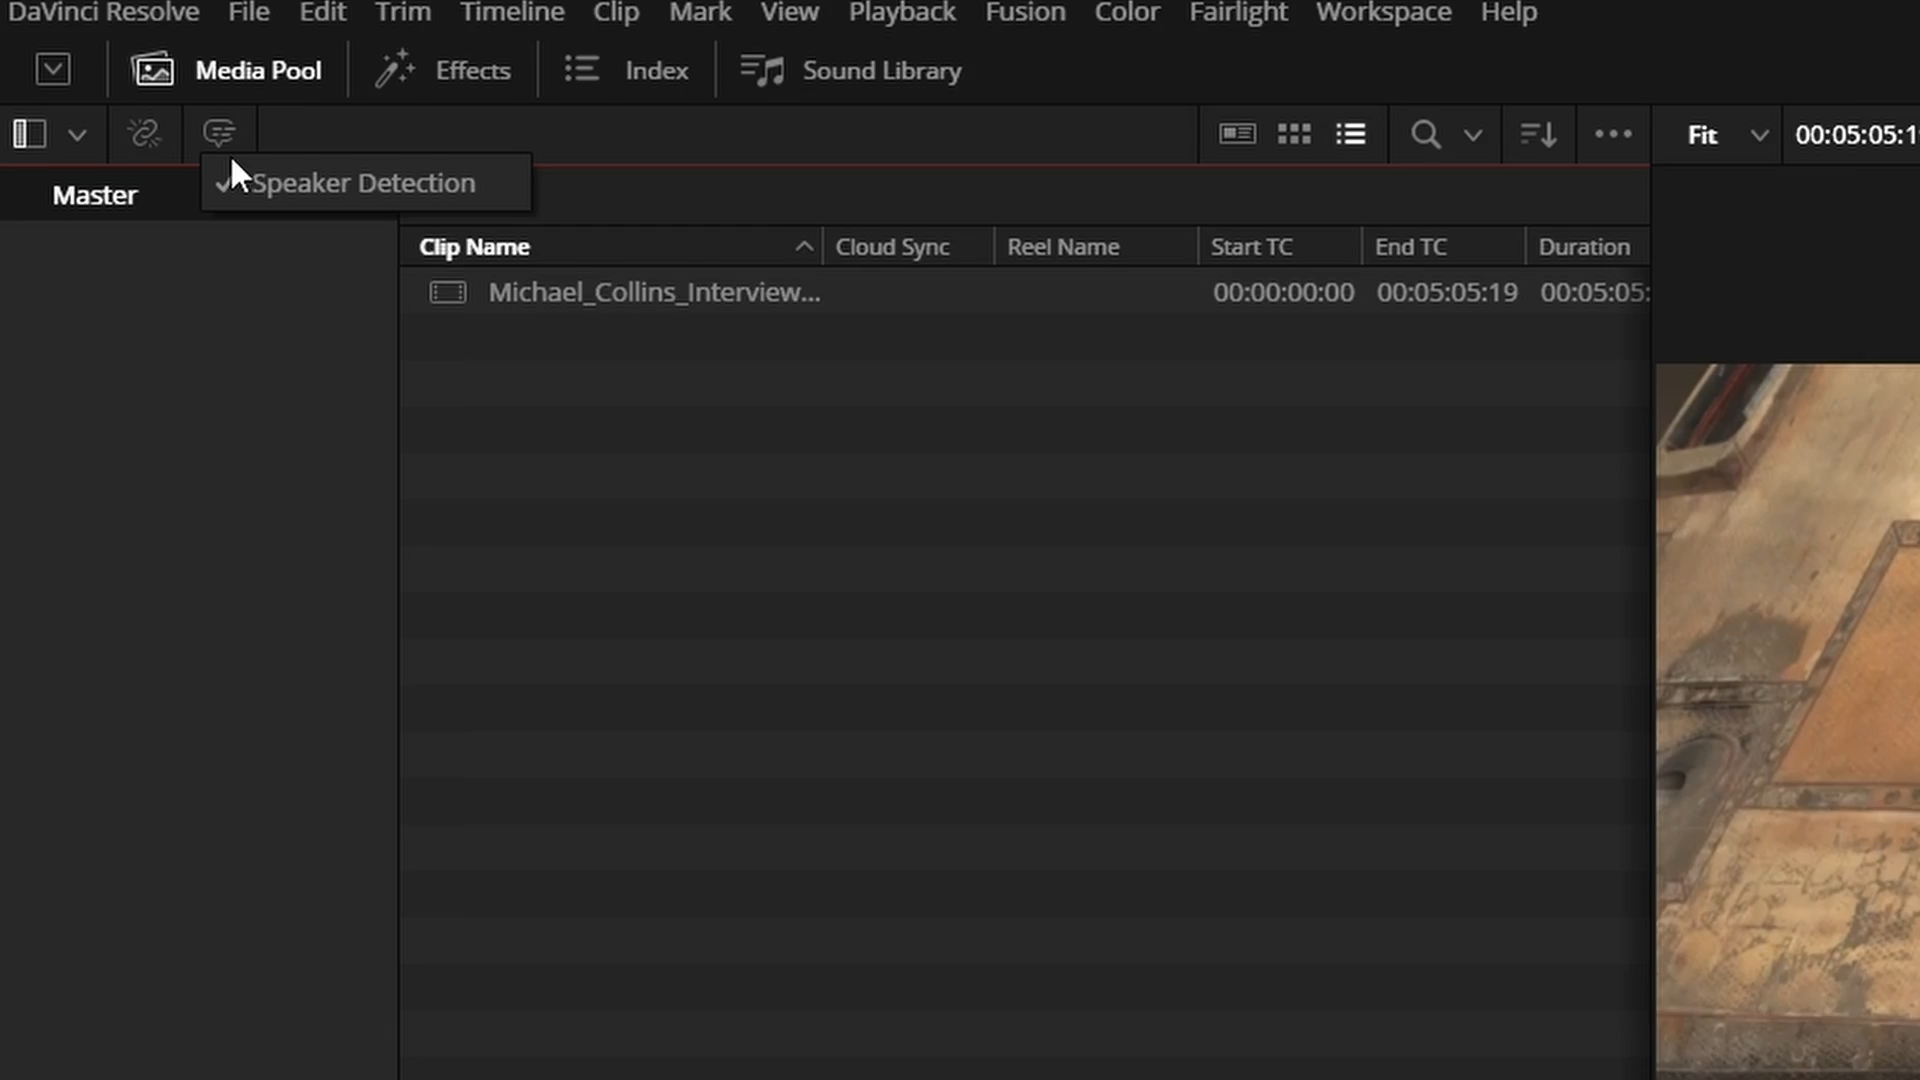 DaVinci Resolve File Edit Trim Timeline Clip Mark View Playback Fusion Color Fairlight Workspace Help
Media Pool Effects Index Sound Library
Fit 00:05:05:1
Master
Speaker Detection
Clip Name Cloud Sync Reel Name Start TC End TC Duration
Michael_Collins_Interview... 00:00:00:00 00:05:05:19 00:05:05: